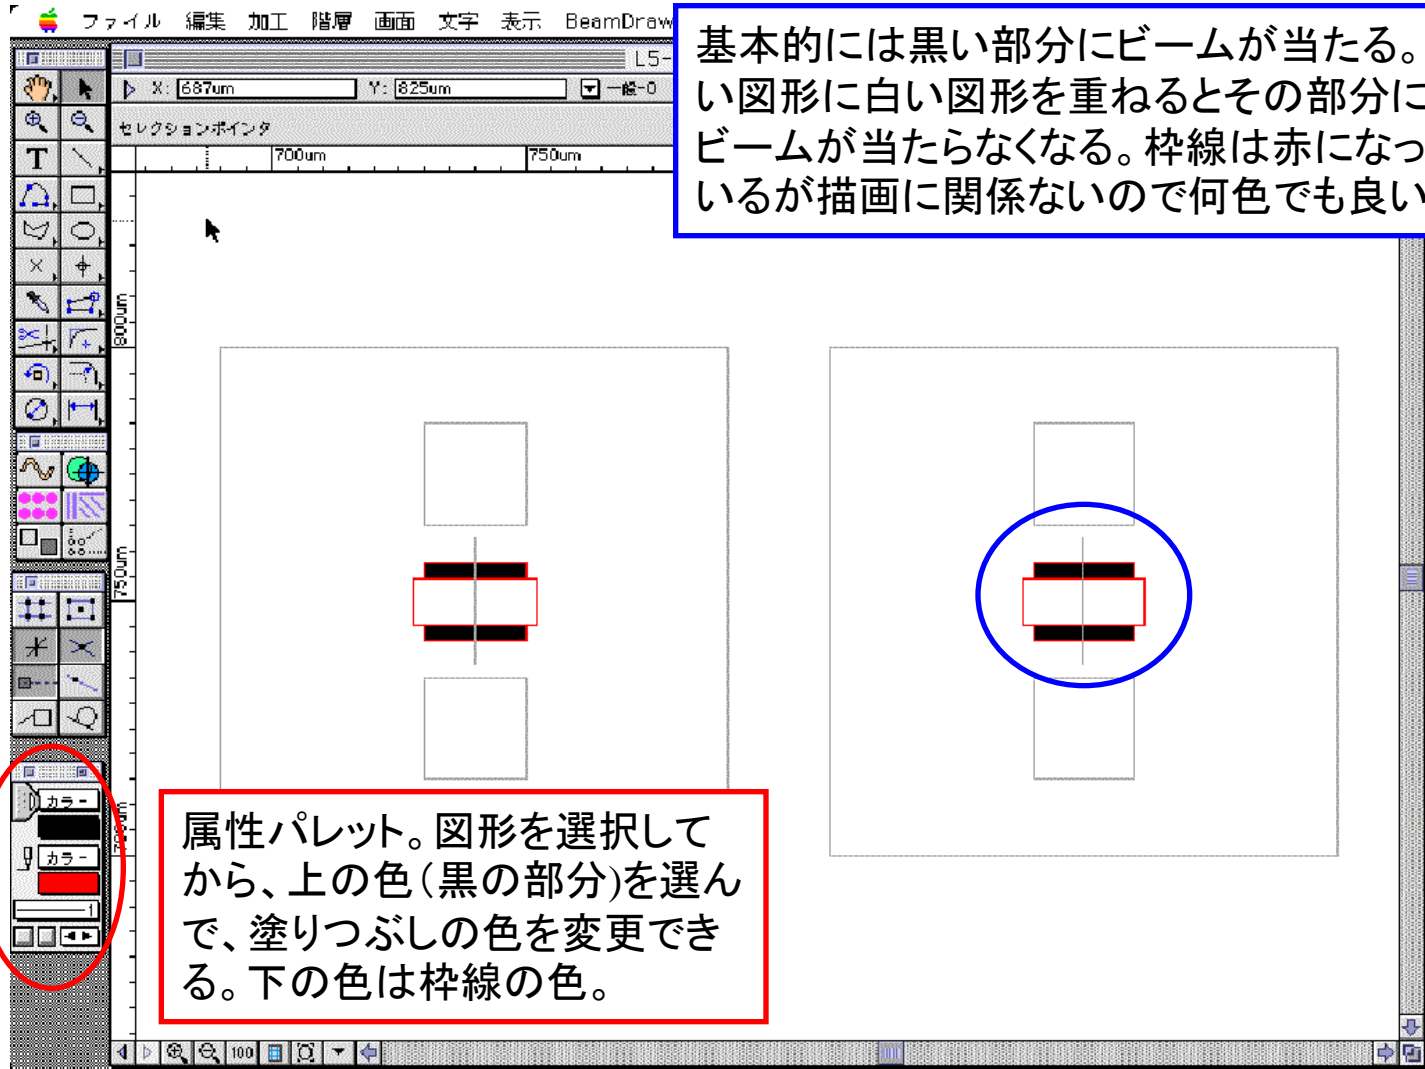 ファイル 編集 加工 階層 画面 文字 表示 BeamDraw
基本的には黒い部分にビームが当たる。
い図形に白い図形を重ねるとその部分に
ビームが当たらなくなる。枠線は赤になっ
いるが描画に関係ないので何色でも良い
L5-
X: 687um Y: 825um 一般-0
セレクションポインタ
700um 750um
800um
750um
700um
T
カラー
カラー
1
属性パレット。図形を選択して
から、上の色(黒の部分)を選ん
で、塗りつぶしの色を変更でき
る。下の色は枠線の色。
100